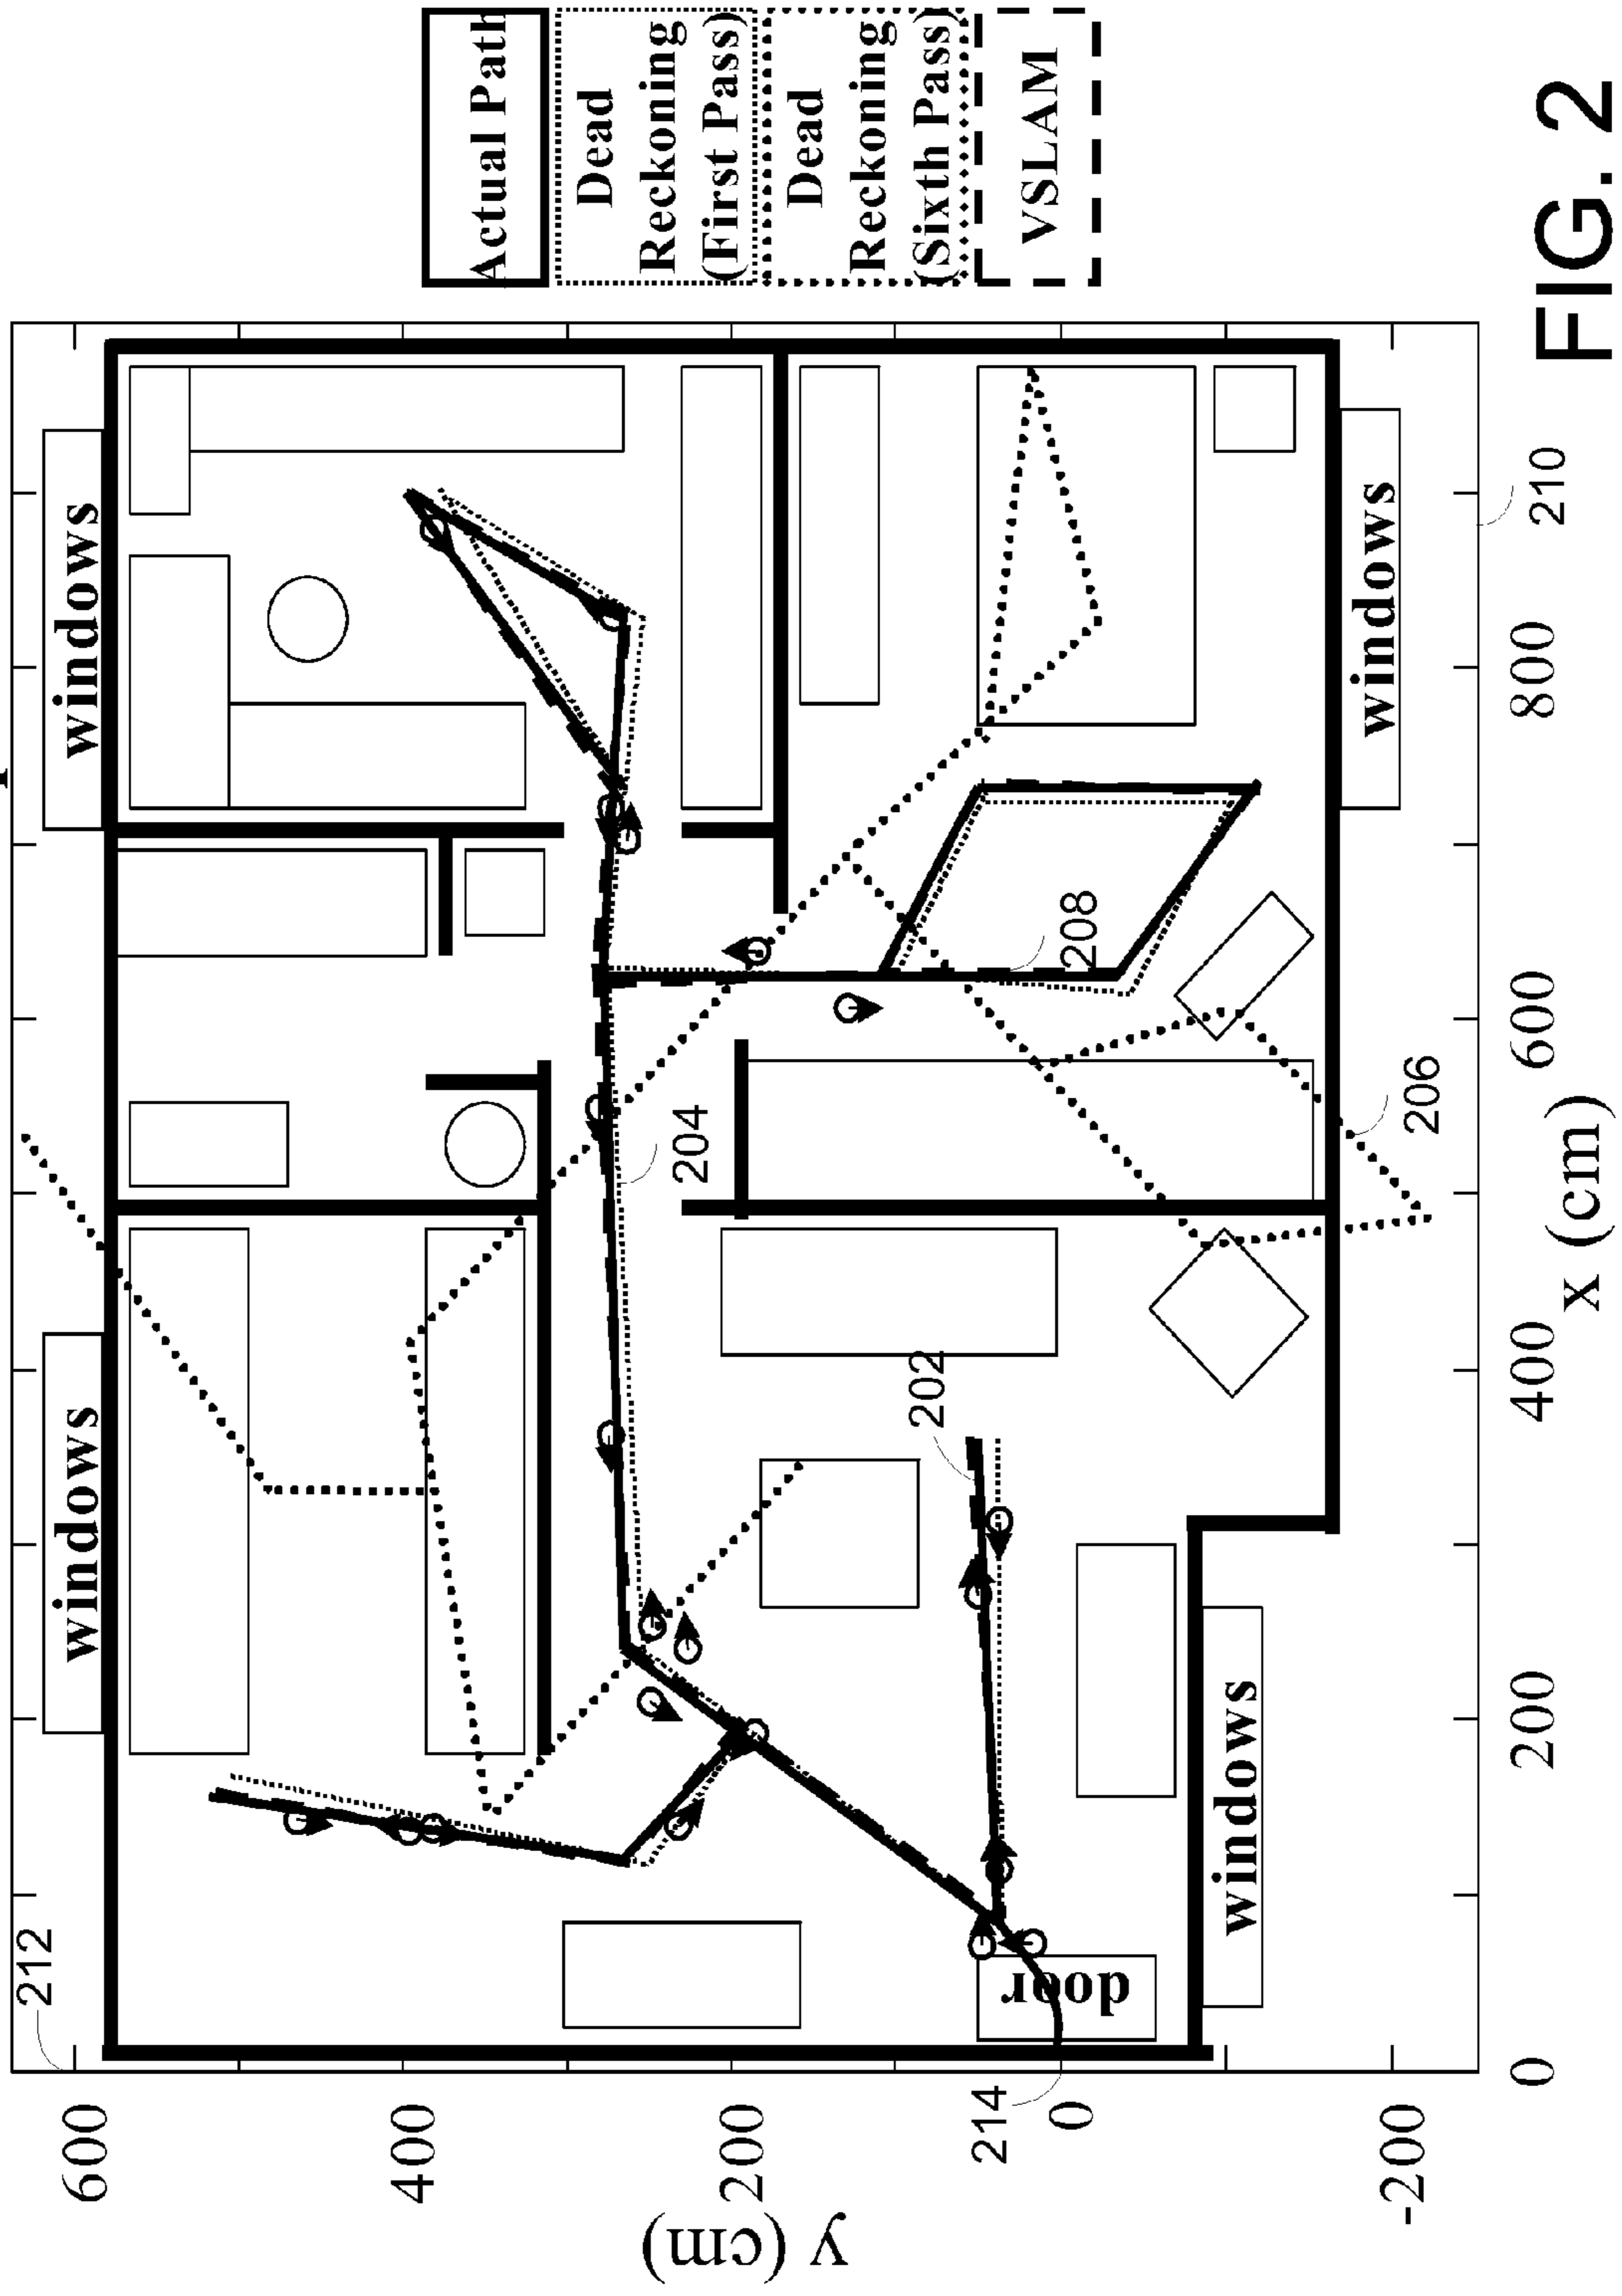 windows
windows
212
600
400
200
0
-200
y (cm)
204
202
208
206
door
214
windows
windows
0
200
400
600
800
x (cm)
210
Actual Path
Dead
Reckoning
(First Pass)
Dead
Reckoning
(Sixth Pass)
VSLAM
FIG. 2